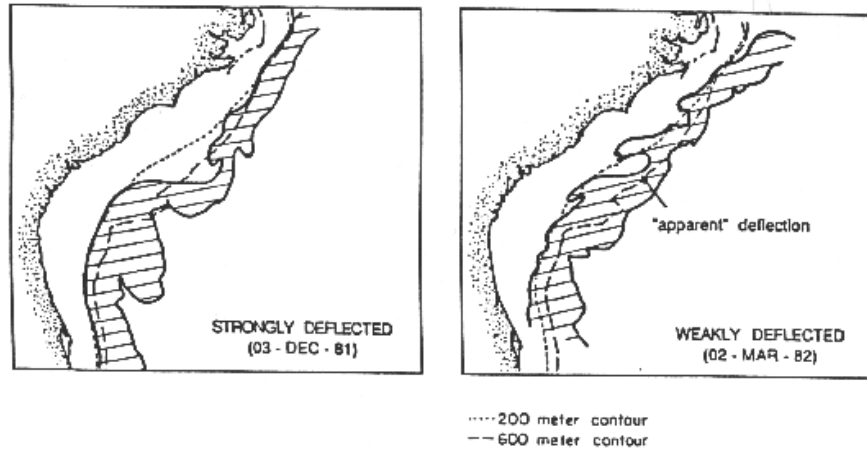 STRONGLY DEFLECTED
(03 - DEC - 81)
"apparent" deflection
WEAKLY DEFLECTED
(02 - MAR - 82)
200 meter contour
600 meter contour